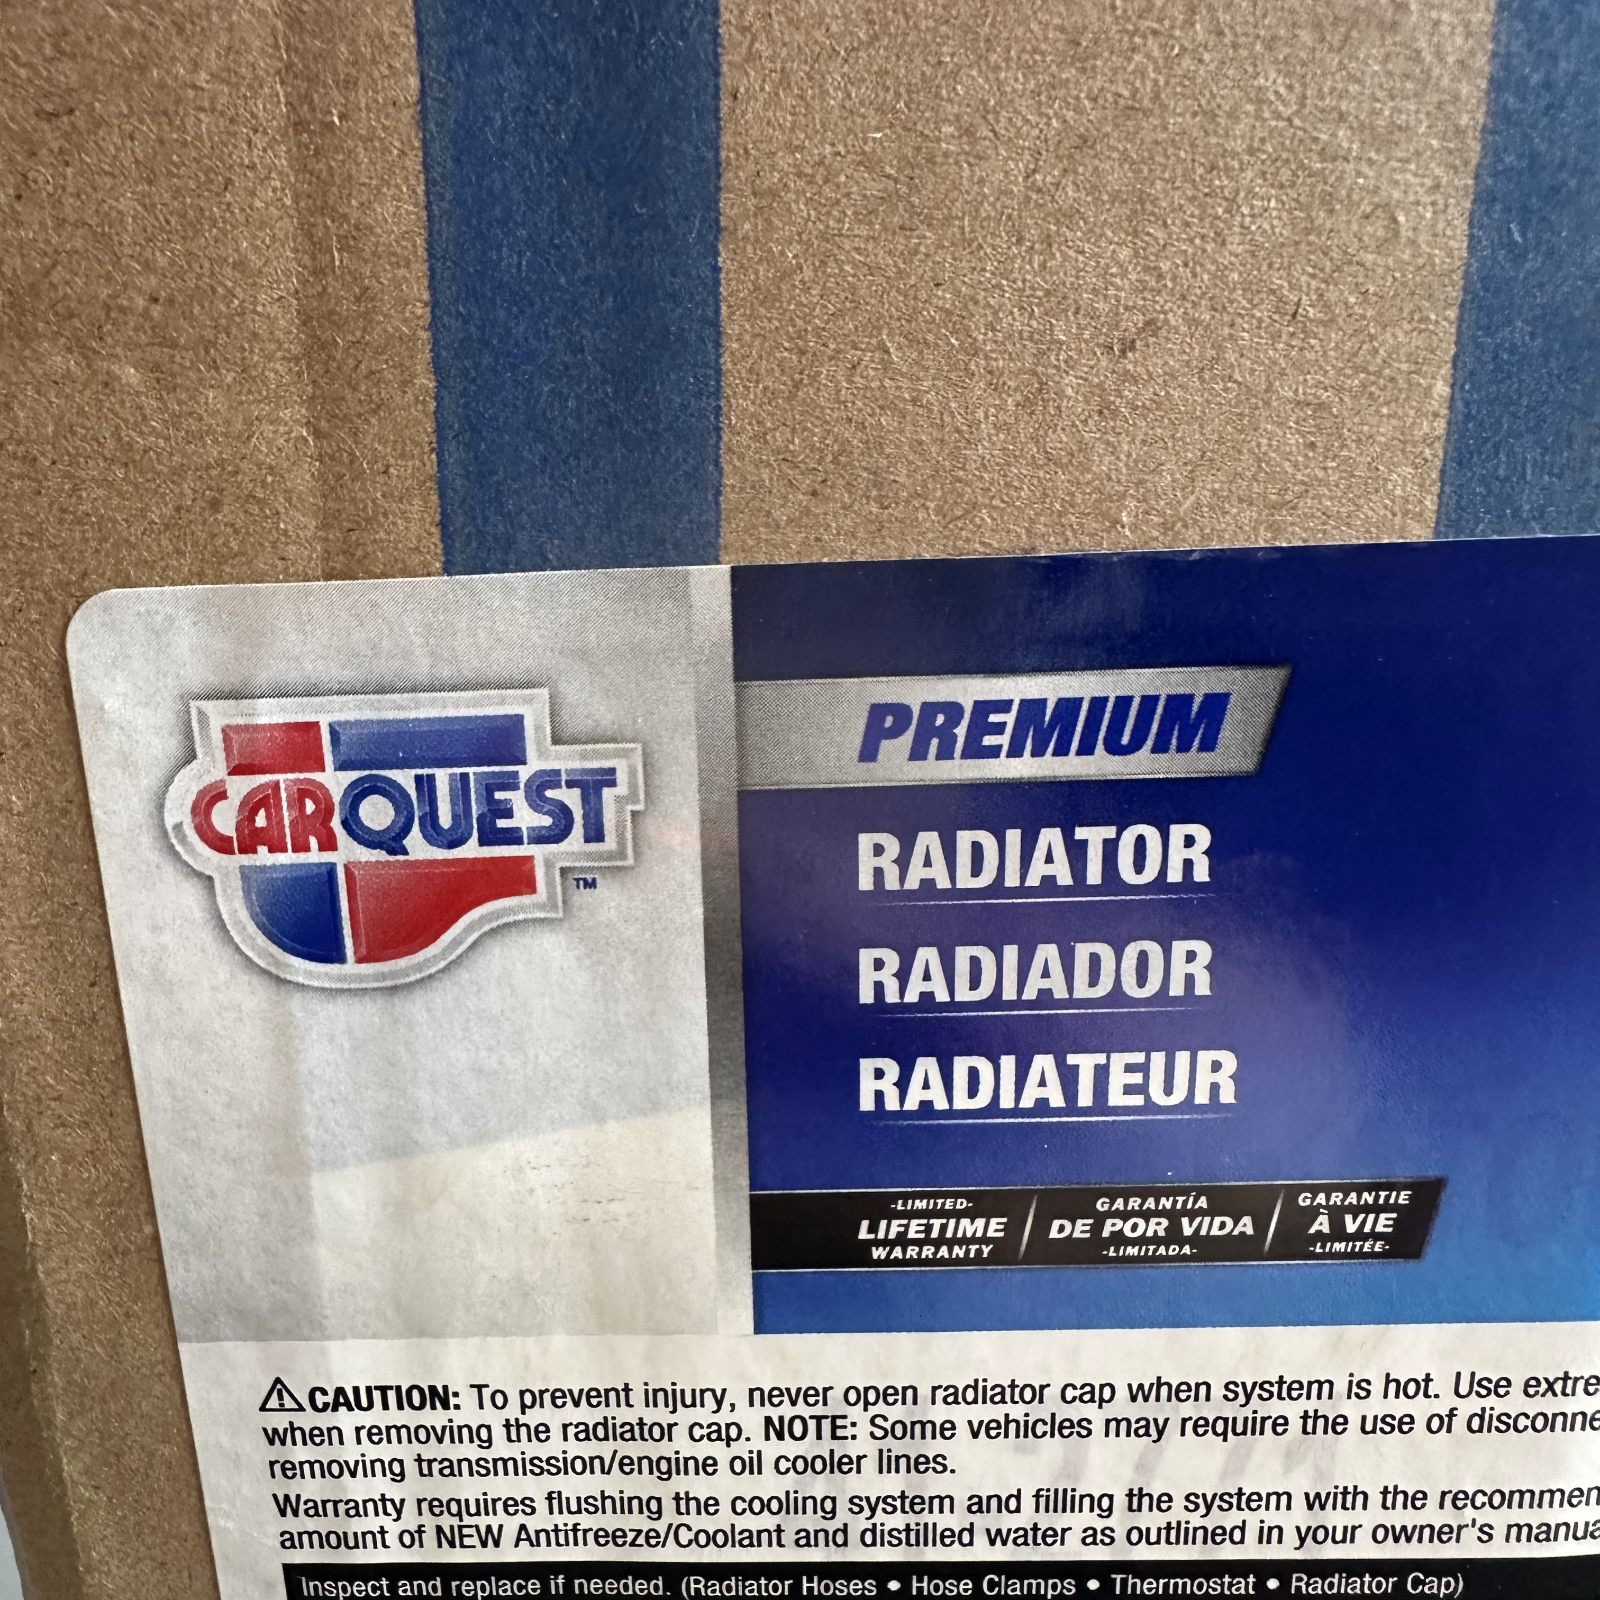 CARQUEST
TM
PREMIUM
RADIATOR
RADIADOR
RADIATEUR
-LIMITED-
LIFETIME
WARRANTY
GARANTÍA
DE POR VIDA
-LIMITADA-
GARANTIE
À VIE
-LIMITÉE-
CAUTION: To prevent injury, never open radiator cap when system is hot. Use
when removing the radiator cap. NOTE: Some vehicles may require the use of
removing transmission/engine oil cooler lines.
Warranty requires flushing the cooling system and filling the system with the
amount of NEW Antifreeze/Coolant and distilled water as outlined in your owner's
Inspect and replace if needed. (Radiator Hoses • Hose Clamps • Thermostat • Radiator Cap)